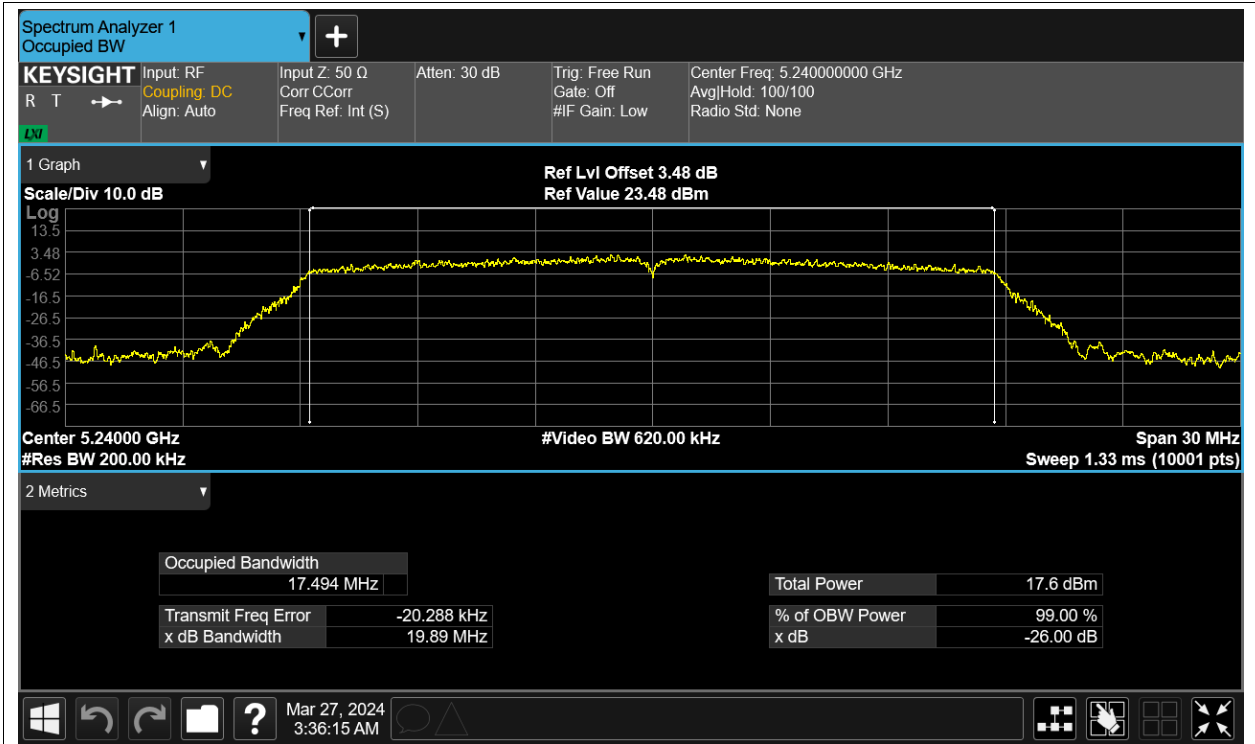 Spectrum Analyzer 1
Occupied BW
▼
+
KEYSIGHT
R T
LXI
Input: RF
Coupling: DC
Align: Auto
Input Z: 50 Ω
Corr CCorr
Freq Ref: Int (S)
Atten: 30 dB
Trig: Free Run
Gate: Off
#IF Gain: Low
Center Freq: 5.240000000 GHz
Avg|Hold: 100/100
Radio Std: None
1 Graph ▼
Scale/Div 10.0 dB
Ref Lvl Offset 3.48 dB
Ref Value 23.48 dBm
Log
13.5
3.48
-6.52
-16.5
-26.5
-36.5
-46.5
-56.5
-66.5
Center 5.24000 GHz
#Res BW 200.00 kHz
#Video BW 620.00 kHz
Span 30 MHz
Sweep 1.33 ms (10001 pts)
2 Metrics ▼
Occupied Bandwidth
17.494 MHz
Transmit Freq Error -20.288 kHz
x dB Bandwidth 19.89 MHz
Total Power 17.6 dBm
% of OBW Power 99.00 %
x dB -26.00 dB
?
Mar 27, 2024
3:36:15 AM